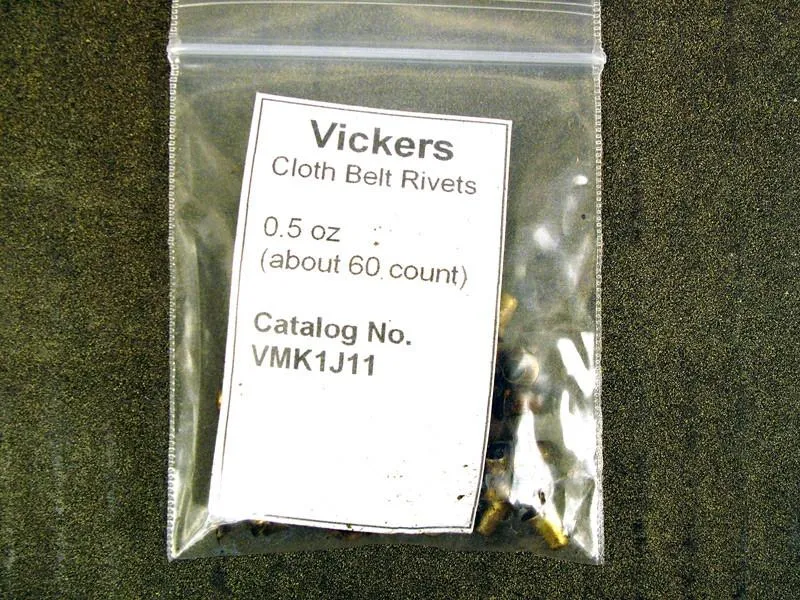 Vickers
Cloth Belt Rivets
0.5 oz
(about 60 count)
Catalog No.
VMK1J11